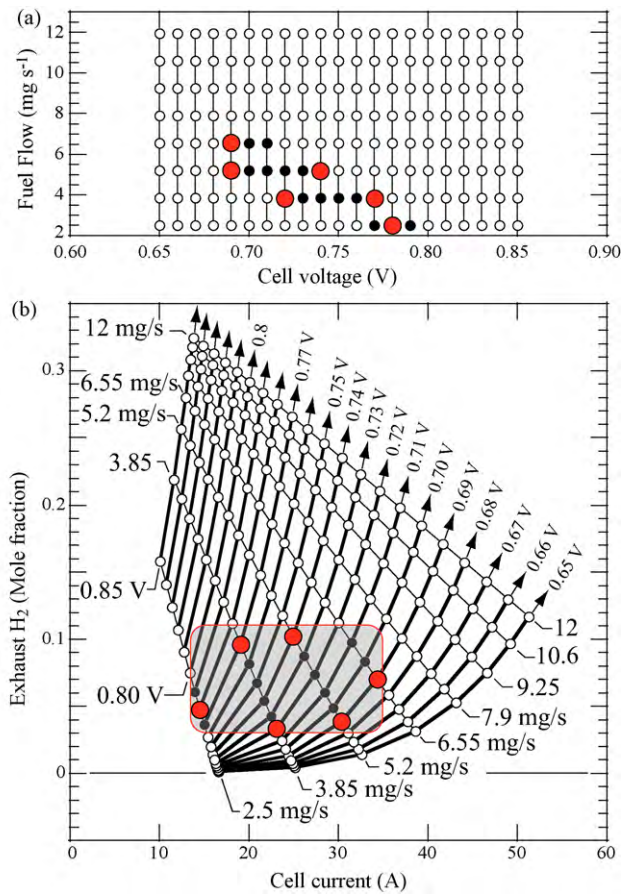 (a)
12
10
8
6
4
2
Fuel Flow (mg s⁻¹)
0.60
0.70
0.75
0.80
0.90
Cell voltage (V)
(b)
12 mg/s
6.55 mg/s
5.2 mg/s
3.85
0.85 V
0.80 V
0.8
0.77 V
0.75 V
0.74 V
0.73 V
0.72 V
0.71 V
0.70 V
0.69 V
0.68 V
0.67 V
0.66 V
0.65 V
12
10.6
9.25
7.9 mg/s
6.55 mg/s
5.2 mg/s
3.85 mg/s
2.5 mg/s
0.3
0.2
0.1
0
Exhaust H₂ (Mole fraction)
0
10
20
30
40
50
60
Cell current (A)